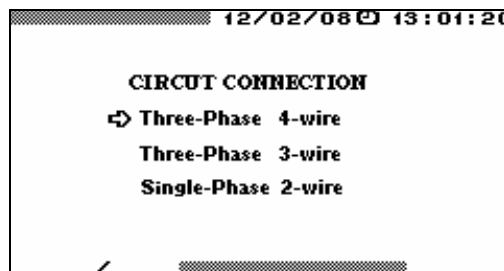 12/02/08 13:01:20
CIRCUT CONNECTION
Three-Phase 4-wire
Three-Phase 3-wire
Single-Phase 2-wire